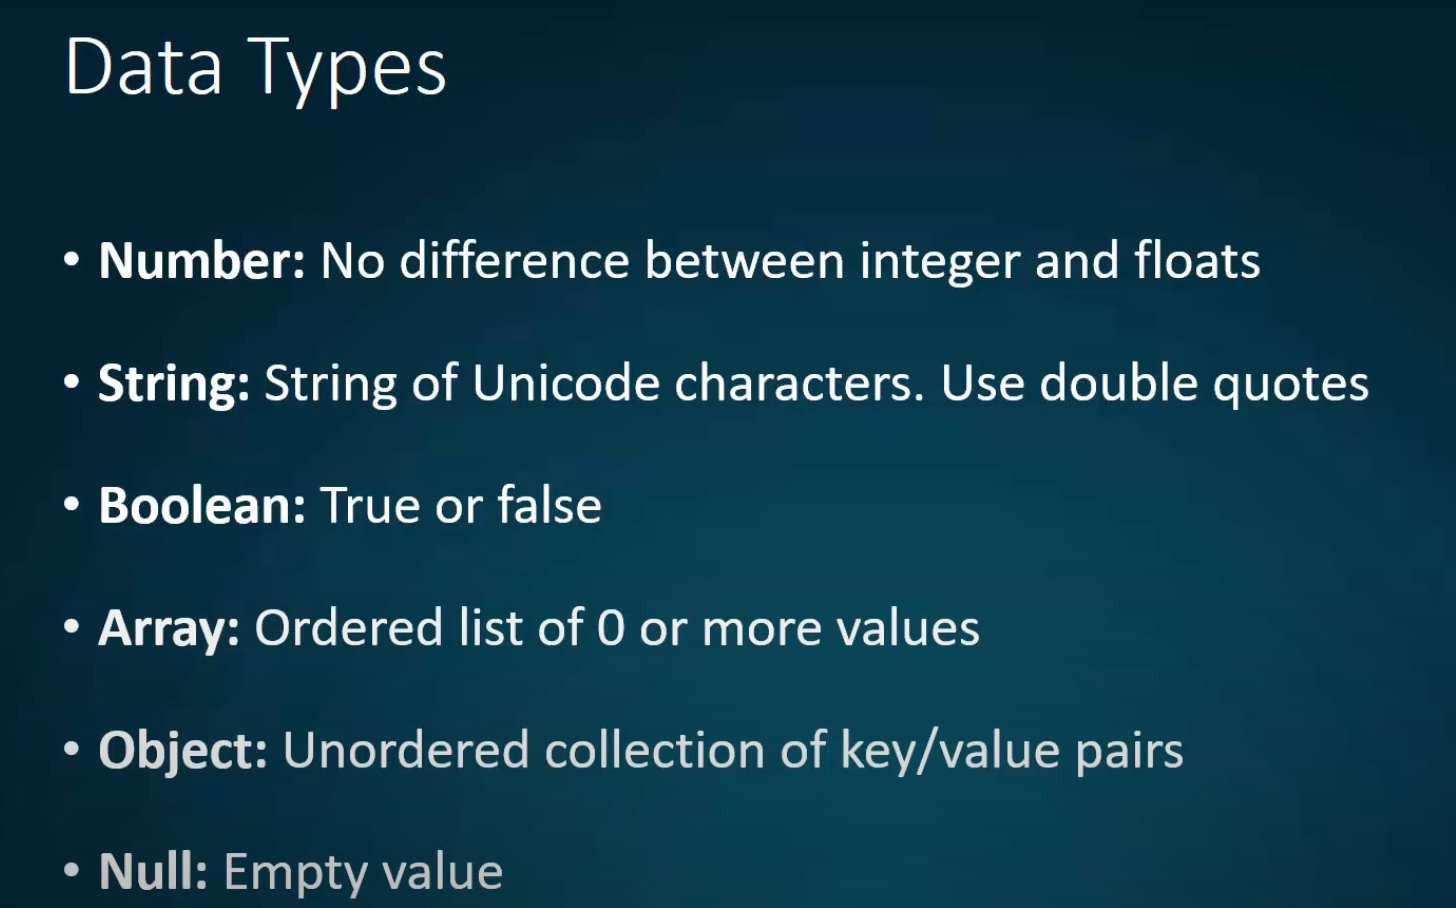 Data Types
• Number: No difference between integer and floats
• String: String of Unicode characters. Use double quotes
• Boolean: True or false
• Array: Ordered list of 0 or more values
• Object: Unordered collection of key/value pairs
• Null: Empty value